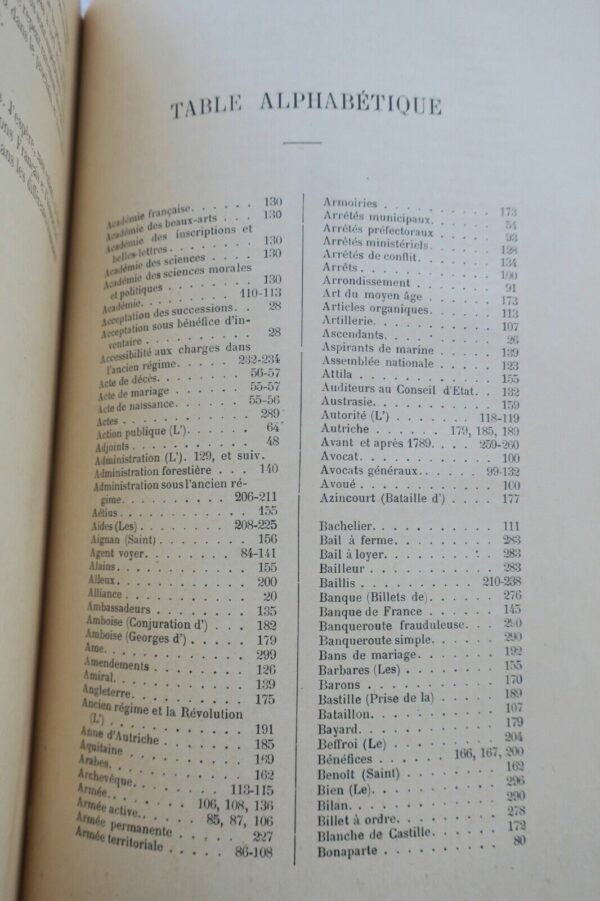 dans le
J'espère, mes
ons Français
ans les
TABLE ALPHABÉTIQUE
Académie française. . . . . . . 130
Académie des beaux-arts . . . 130
Académie des inscriptions et
belles-lettres. . . . . . . . . 130
Académie des sciences . . . . . 130
Académie des sciences morales
et politiques . . . . . . . . . 130
Académie. . . . . . . . . . 110-113
Acceptation des successions. . 28
Acceptation sous bénéfice d'in-
ventaire . . . . . . . . . . . 28
Accessibilité aux charges dans
l'ancien régime. . . . . 232-234
Acte de décès. . . . . . . . 56-57
Acte de mariage . . . . . . 55-57
Acte de naissance. . . . . . 55-56
Actes . . . . . . . . . . . . . 289
Action publique (L'). . . . . . 64
Adjoints . . . . . . . . . . . . 48
Administration (L'). 129, et suiv.
Administration forestière . . . 140
Administration sous l'ancien ré-
gime. . . . . . . . . . . 206-211
Aétius . . . . . . . . . . . . . 155
Aides (Les) . . . . . . . . 208-225
Aignan (Saint) . . . . . . . . . 156
Agent voyer . . . . . . . . 84-141
Alains . . . . . . . . . . . . . 155
Alleux . . . . . . . . . . . . . 200
Alliance . . . . . . . . . . . . 20
Ambassadeurs . . . . . . . . . 135
Amboise (Conjuration d') . . . 182
Amboise (Georges d') . . . . . 179
Ame. . . . . . . . . . . . . . . 299
Amendements . . . . . . . . . . 126
Amiral. . . . . . . . . . . . . . 139
Angleterre. . . . . . . . . . . . 175
Ancien régime et la Révolution
(L') . . . . . . . . . . . . . . 191
Anne d'Autriche . . . . . . . . 185
Aquitaine . . . . . . . . . . . . 169
Arabes. . . . . . . . . . . . . . 162
Archevêque. . . . . . . . . 113-115
Armée. . . . . . . . . 106, 108, 136
Armée active. . . . . . 85, 87, 106
Armée permanente . . . . . . . 227
Armée territoriale . . . . . 86-108
Armoiries . . . . . . . . . . . . 173
Arrêtés municipaux. . . . . . . 54
Arrêtés préfectoraux . . . . . . 93
Arrêtés ministériels. . . . . . . 128
Arrêtés de conflit. . . . . . . . 134
Arrêts. . . . . . . . . . . . . . 100
Arrondissement . . . . . . . . . 91
Art du moyen âge . . . . . . . . 173
Articles organiques. . . . . . . 113
Artillerie. . . . . . . . . . . . . 107
Ascendants. . . . . . . . . . . . 26
Aspirants de marine . . . . . . 139
Assemblée nationale . . . . . . 123
Attila . . . . . . . . . . . . . . 155
Auditeurs au Conseil d'Etat. . 132
Austrasie. . . . . . . . . . . . . 159
Autorité (L') . . . . . . . . 118-119
Autriche . . . . . . . 179, 185, 189
Avant et après 1789. . . . 259-260
Avocat. . . . . . . . . . . . . . 100
Avocats généraux. . . . . . 99-132
Avoué . . . . . . . . . . . . . . 100
Azincourt (Bataille d') . . . . . 177
Bachelier. . . . . . . . . . . . . 111
Bail à ferme. . . . . . . . . . . 283
Bail à loyer. . . . . . . . . . . . 283
Bailleur . . . . . . . . . . . . . 283
Baillis . . . . . . . . . . . 210-238
Banque (Billets de). . . . . . . 276
Banque de France . . . . . . . 145
Banqueroute frauduleuse. . . . 290
Banqueroute simple. . . . . . . 290
Bans de mariage . . . . . . . . 192
Barbares (Les) . . . . . . . . . 155
Barons . . . . . . . . . . . . . . 170
Bastille (Prise de la) . . . . . . 189
Bataillon. . . . . . . . . . . . . 107
Bayard. . . . . . . . . . . . . . 179
Beffroi (Le) . . . . . . . . . . . 204
Bénéfices . . . . . . . 166, 167, 200
Benoît (Saint) . . . . . . . . . . 162
Bien (Le). . . . . . . . . . . . . 296
Bilan. . . . . . . . . . . . . . . 290
Billet à ordre. . . . . . . . . . . 278
Blanche de Castille. . . . . . . 172
Bonaparte . . . . . . . . . . . . 80